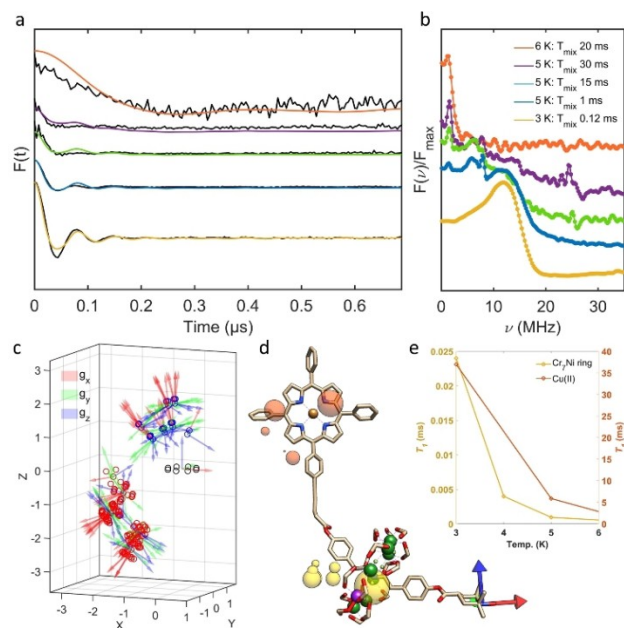 a
F(t)
0
0.1
0.2
0.3
0.4
0.5
0.6
Time (µs)
b
6 K: Tmix 20 ms
5 K: Tmix 30 ms
5 K: Tmix 15 ms
5 K: Tmix 1 ms
3 K: Tmix 0.12 ms
F(ν)/Fmax
0
10
20
30
ν (MHz)
c
gx
gy
gz
3
2
1
0
-1
-2
-3
Z
-3
-2
-1
0
1
X
-1
0
1
Y
d
e
Cr7Ni ring
Cu(II)
0.025
0.02
0.015
0.01
0.005
0
T1 (ms)
40
35
30
25
20
15
10
5
0
3
4
5
6
Temp. (K)